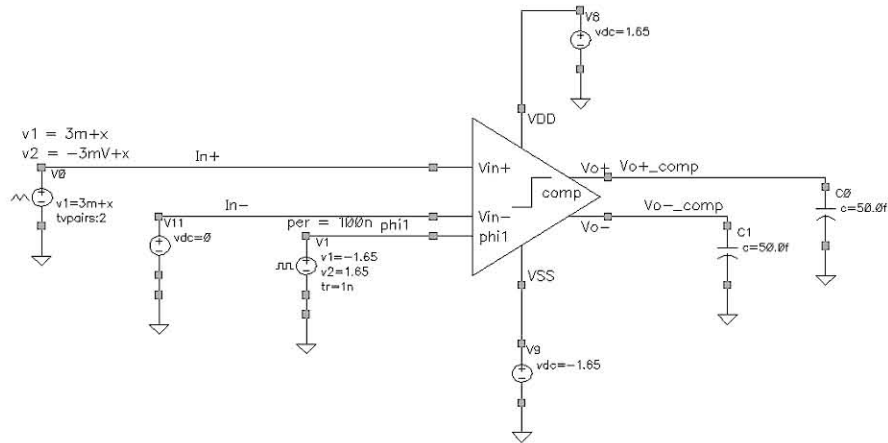 V8
vdc=1.65
VDD
v1 = 3m+x
v2 = -3mV+x
V0
In+
Vin+
Vo+
Vo+_comp
v1=3m+x
tvpairs:2
comp
C0
c=50.0f
V11
In-
Vin-
Vo-
Vo-_comp
vdc=0
per = 100n
phi1
phi1
C1
c=50.0f
V1
v1=-1.65
v2=1.65
tr=1n
VSS
V9
vdc=-1.65